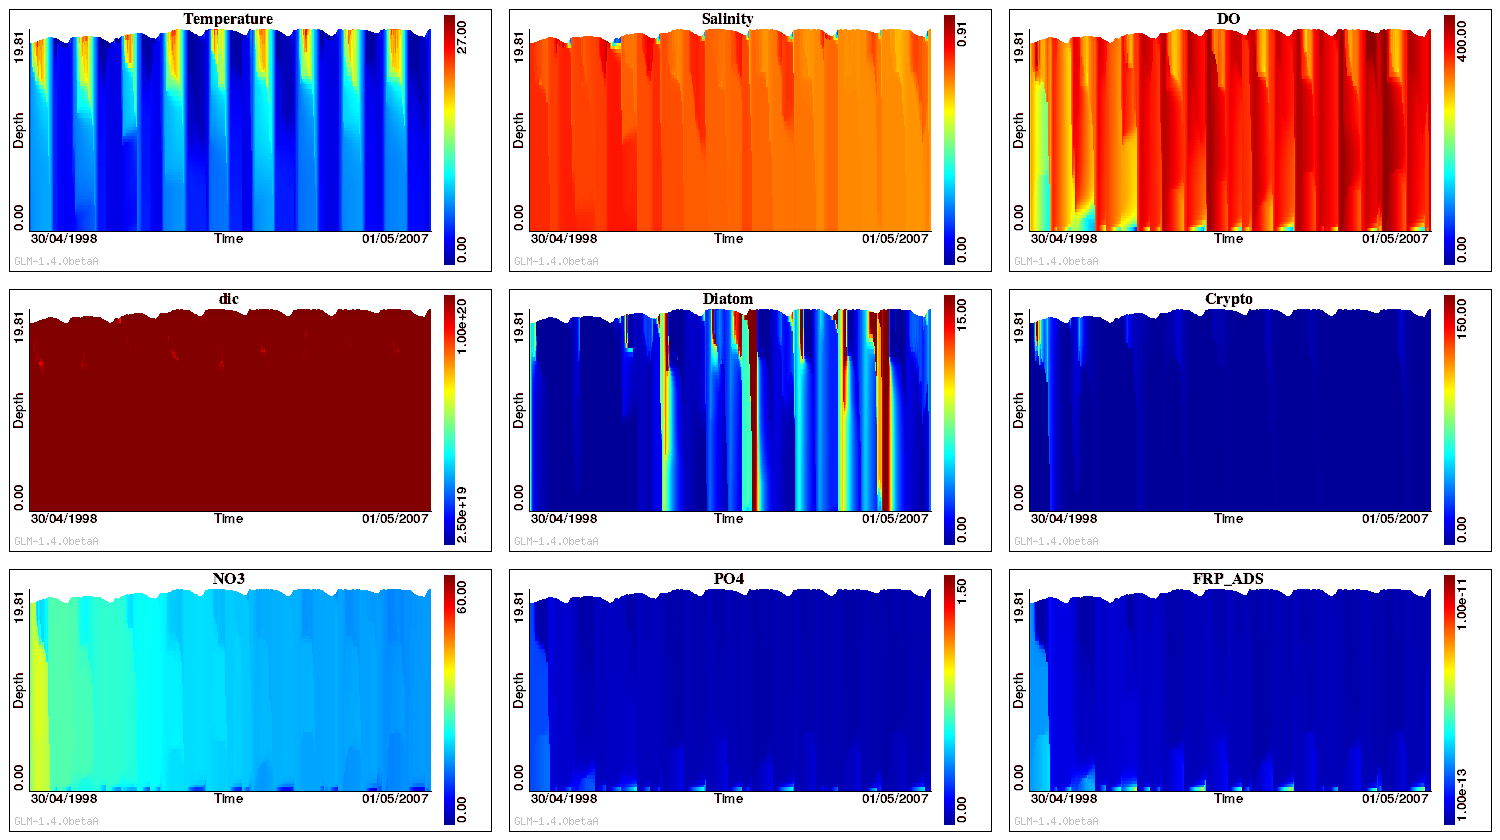 Temperature
19.81
Depth
0.00
30/04/1998
Time
01/05/2007
27.00
0.00
GLM-1.4.0betaA
Salinity
19.81
Depth
0.00
30/04/1998
Time
01/05/2007
0.91
0.00
GLM-1.4.0betaA
DO
19.81
Depth
0.00
30/04/1998
Time
01/05/2007
400.00
0.00
GLM-1.4.0betaA
dic
19.81
Depth
0.00
30/04/1998
Time
01/05/2007
1.00e+20
2.50e+19
GLM-1.4.0betaA
Diatom
19.81
Depth
0.00
30/04/1998
Time
01/05/2007
15.00
0.00
GLM-1.4.0betaA
Crypto
19.81
Depth
0.00
30/04/1998
Time
01/05/2007
150.00
0.00
GLM-1.4.0betaA
NO3
19.81
Depth
0.00
30/04/1998
Time
01/05/2007
60.00
0.00
GLM-1.4.0betaA
PO4
19.81
Depth
0.00
30/04/1998
Time
01/05/2007
1.50
0.00
GLM-1.4.0betaA
FRP_ADS
19.81
Depth
0.00
30/04/1998
Time
01/05/2007
1.00e-11
1.00e-13
GLM-1.4.0betaA